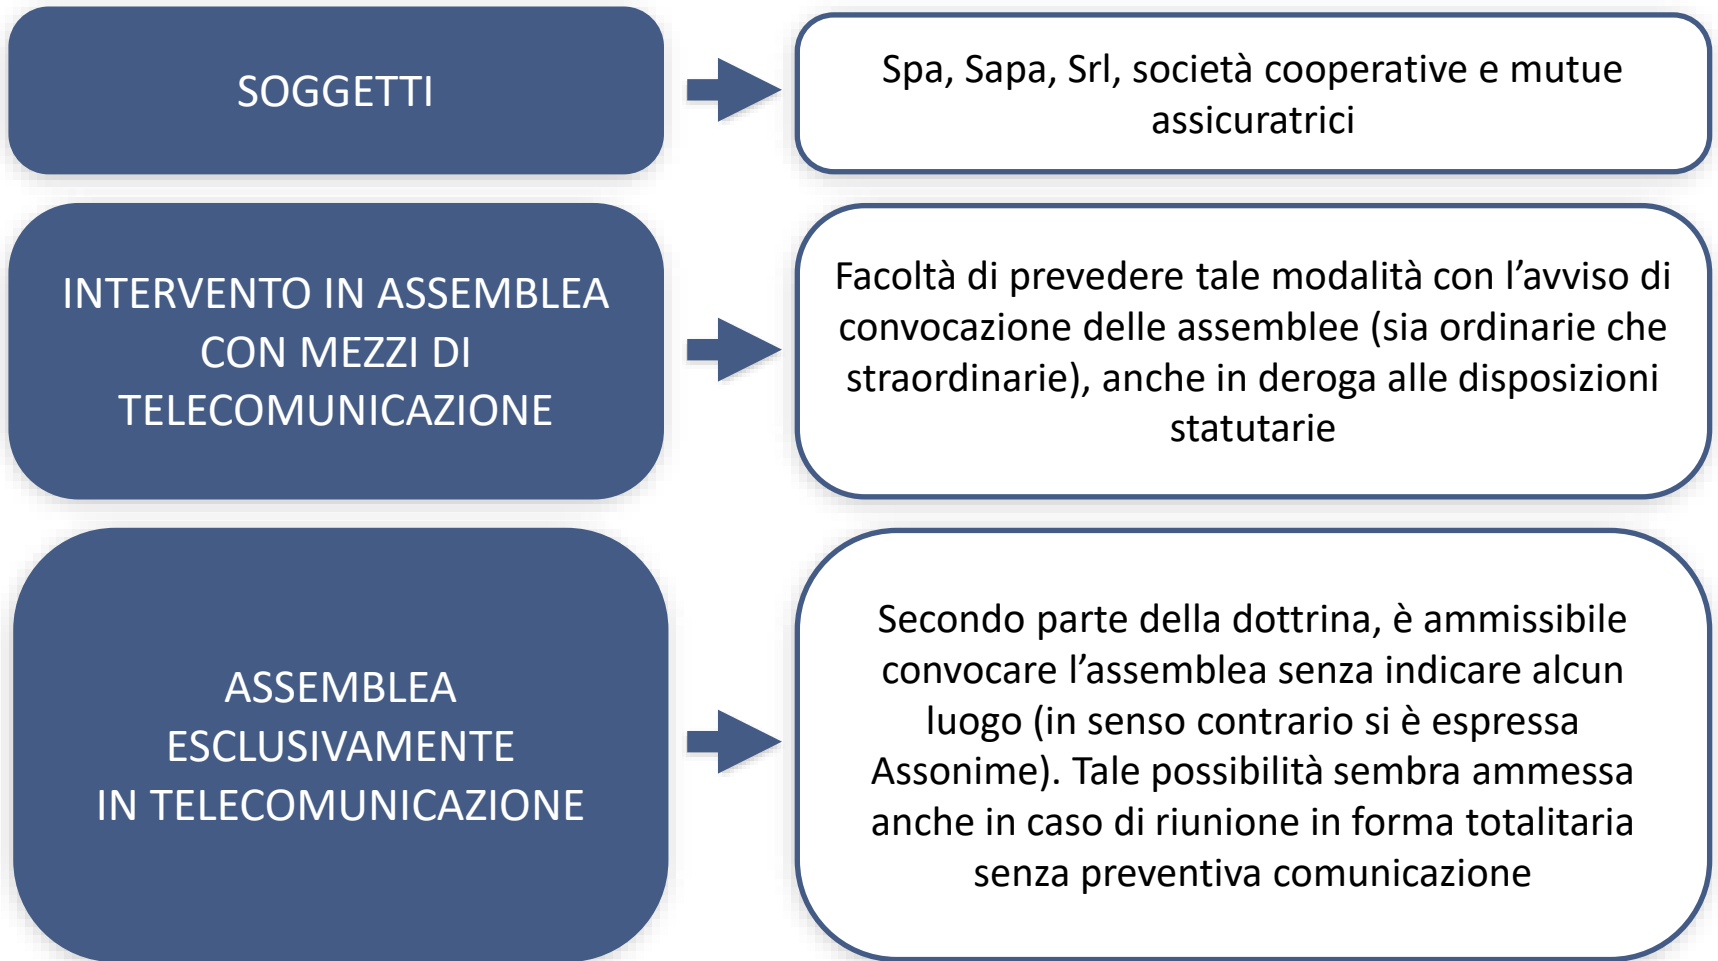 SOGGETTI
Spa, Sapa, Srl, società cooperative e mutue
assicuratrici
INTERVENTO IN ASSEMBLEA
CON MEZZI DI
TELECOMUNICAZIONE
Facoltà di prevedere tale modalità con l’avviso di
convocazione delle assemblee (sia ordinarie che
straordinarie), anche in deroga alle disposizioni
statutarie
ASSEMBLEA
ESCLUSIVAMENTE
IN TELECOMUNICAZIONE
Secondo parte della dottrina, è ammissibile
convocare l’assemblea senza indicare alcun
luogo (in senso contrario si è espressa
Assonime). Tale possibilità sembra ammessa
anche in caso di riunione in forma totalitaria
senza preventiva comunicazione